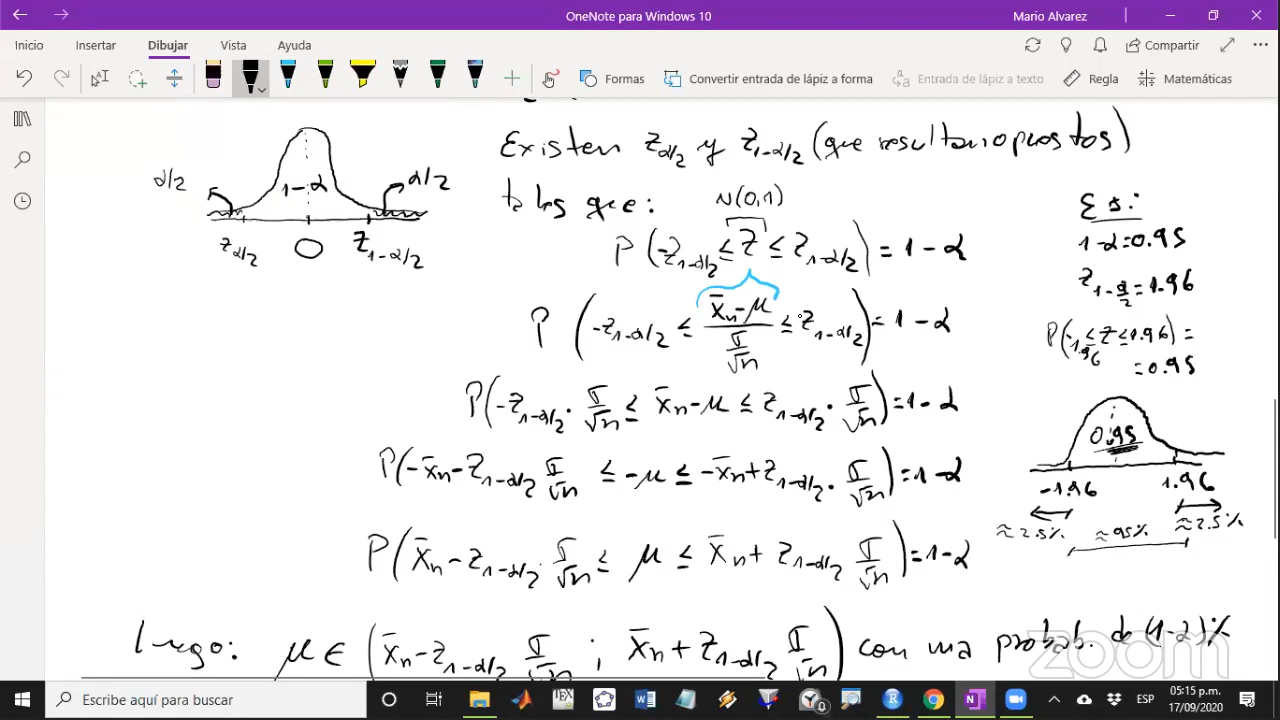 OneNote para Windows 10
Mario Alvarez
Inicio Insertar Dibujar Vista Ayuda
Compartir
Formas
Convertir entrada de lápiz a forma
Entrada de lápiz a texto
Regla
Matemáticas
α/2 1-α α/2
z_{α/2} 0 z_{1-α/2}
Existen z_{α/2} y z_{1-α/2} (que resultan opuestos)
tales que: N(0,1)
P(-z_{1-α/2} ≤ Z ≤ z_{1-α/2}) = 1-α
P(-z_{1-α/2} ≤ (x̄n-μ)/(σ/√n) ≤ z_{1-α/2}) = 1-α
P(-z_{1-α/2} · σ/√n ≤ x̄n-μ ≤ z_{1-α/2} · σ/√n) = 1-α
P(-x̄n - z_{1-α/2} σ/√n ≤ -μ ≤ -x̄n + z_{1-α/2} · σ/√n) = 1-α
P(x̄n - z_{1-α/2} · σ/√n ≤ μ ≤ x̄n + z_{1-α/2} σ/√n) = 1-α
luego: μ ∈ (x̄n - z_{1-α/2} σ/√n ; x̄n + z_{1-α/2} σ/√n) con una probab. de (1-α)%
Ej:
1-α=0.95
z_{1-α/2}=1.96
P(-1.96 ≤ Z ≤ 1.96) =
= 0.95
0.95
-1.96 1.96
≈2.5% ≈95% ≈2.5%
zoom
Escribe aquí para buscar
ESP
05:15 p.m.
17/09/2020